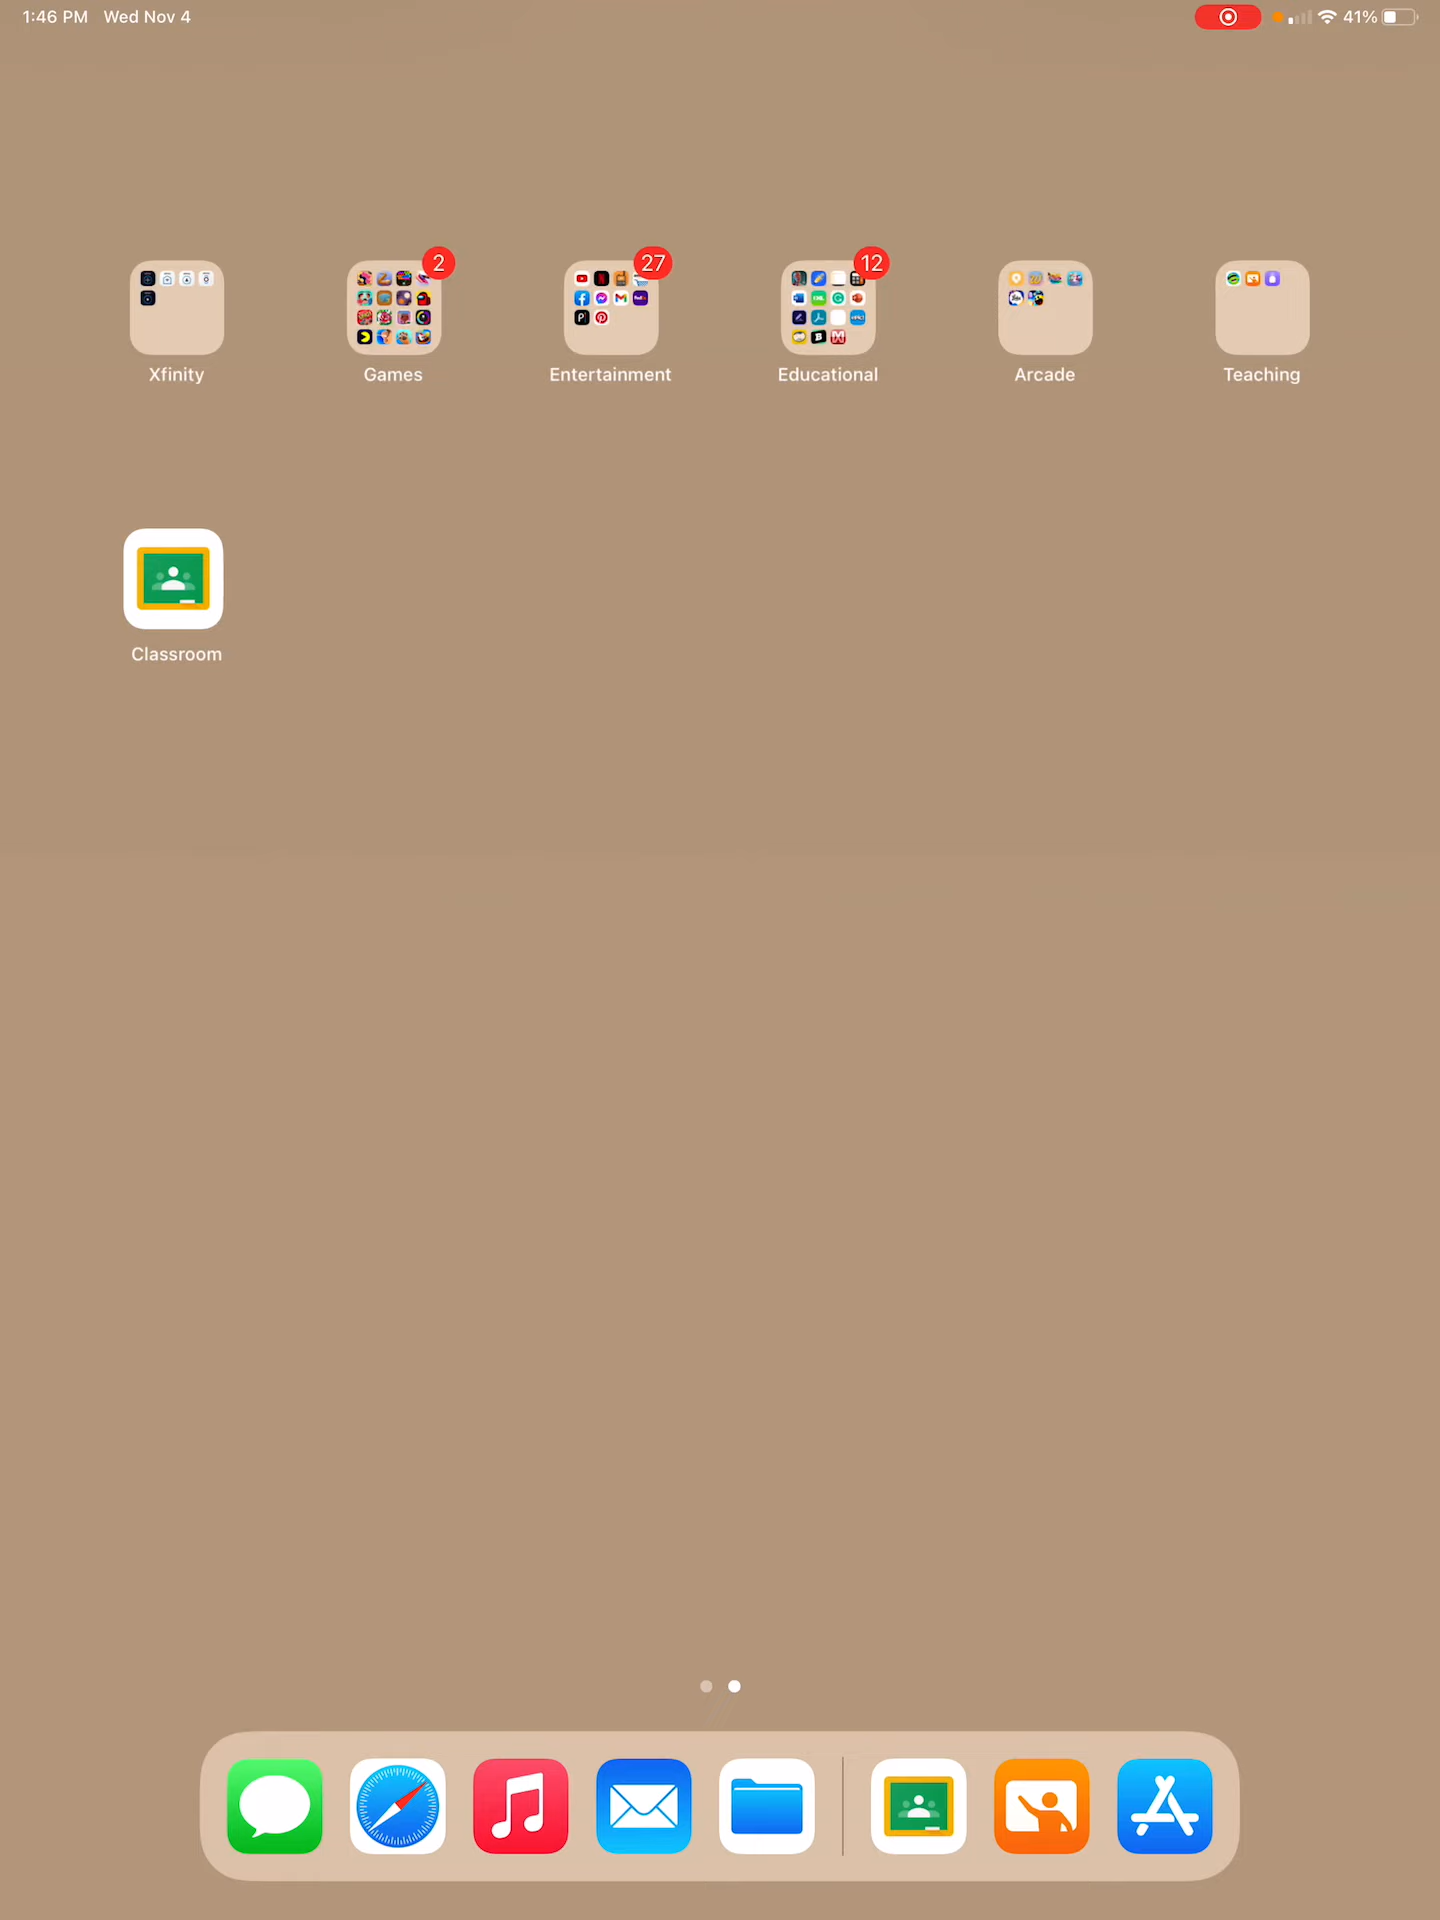 1:46 PM Wed Nov 4 41%
2 27 12
Xfinity Games Entertainment Educational Arcade Teaching
Classroom